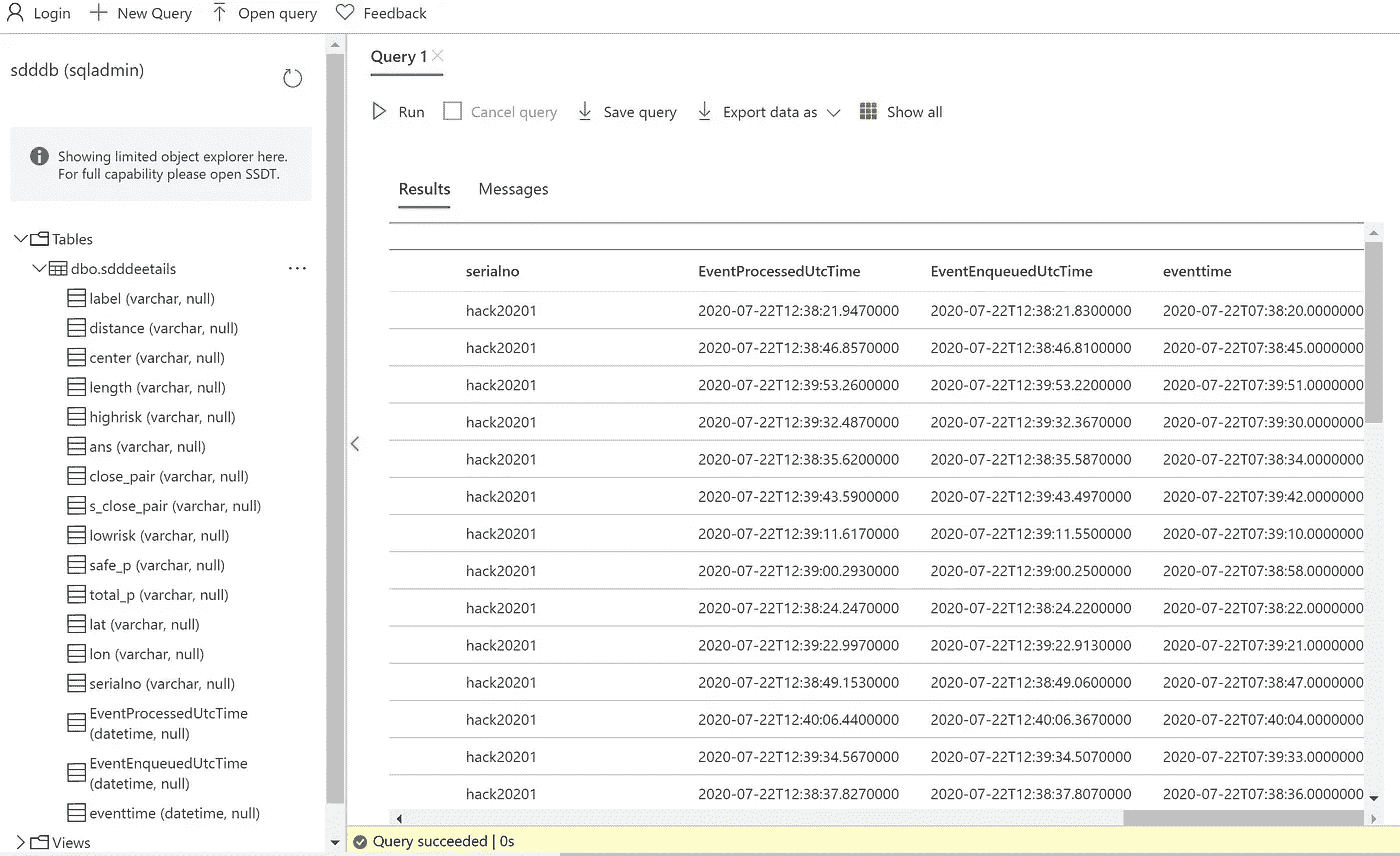 Login New Query Open query Feedback
sdddb (sqladmin)
Showing limited object explorer here.
For full capability please open SSDT.
Tables
dbo.sdddeetails ...
label (varchar, null)
distance (varchar, null)
center (varchar, null)
length (varchar, null)
highrisk (varchar, null)
ans (varchar, null)
close_pair (varchar, null)
s_close_pair (varchar, null)
lowrisk (varchar, null)
safe_p (varchar, null)
total_p (varchar, null)
lat (varchar, null)
lon (varchar, null)
serialno (varchar, null)
EventProcessedUtcTime
(datetime, null)
EventEnqueuedUtcTime
(datetime, null)
eventtime (datetime, null)
Views
Query 1
Run Cancel query Save query Export data as Show all
Results Messages
serialno EventProcessedUtcTime EventEnqueuedUtcTime eventtime
hack20201 2020-07-22T12:38:21.9470000 2020-07-22T12:38:21.8300000 2020-07-22T07:38:20.0000000
hack20201 2020-07-22T12:38:46.8570000 2020-07-22T12:38:46.8100000 2020-07-22T07:38:45.0000000
hack20201 2020-07-22T12:39:53.2600000 2020-07-22T12:39:53.2200000 2020-07-22T07:39:51.0000000
hack20201 2020-07-22T12:39:32.4870000 2020-07-22T12:39:32.3670000 2020-07-22T07:39:30.0000000
hack20201 2020-07-22T12:38:35.6200000 2020-07-22T12:38:35.5870000 2020-07-22T07:38:34.0000000
hack20201 2020-07-22T12:39:43.5900000 2020-07-22T12:39:43.4970000 2020-07-22T07:39:42.0000000
hack20201 2020-07-22T12:39:11.6170000 2020-07-22T12:39:11.5500000 2020-07-22T07:39:10.0000000
hack20201 2020-07-22T12:39:00.2930000 2020-07-22T12:39:00.2500000 2020-07-22T07:38:58.0000000
hack20201 2020-07-22T12:38:24.2470000 2020-07-22T12:38:24.2200000 2020-07-22T07:38:22.0000000
hack20201 2020-07-22T12:39:22.9970000 2020-07-22T12:39:22.9130000 2020-07-22T07:39:21.0000000
hack20201 2020-07-22T12:38:49.1530000 2020-07-22T12:38:49.0600000 2020-07-22T07:38:47.0000000
hack20201 2020-07-22T12:40:06.4400000 2020-07-22T12:40:06.3670000 2020-07-22T07:40:04.0000000
hack20201 2020-07-22T12:39:34.5670000 2020-07-22T12:39:34.5070000 2020-07-22T07:39:33.0000000
hack20201 2020-07-22T12:38:37.8270000 2020-07-22T12:38:37.8070000 2020-07-22T07:38:36.0000000
Query succeeded | 0s